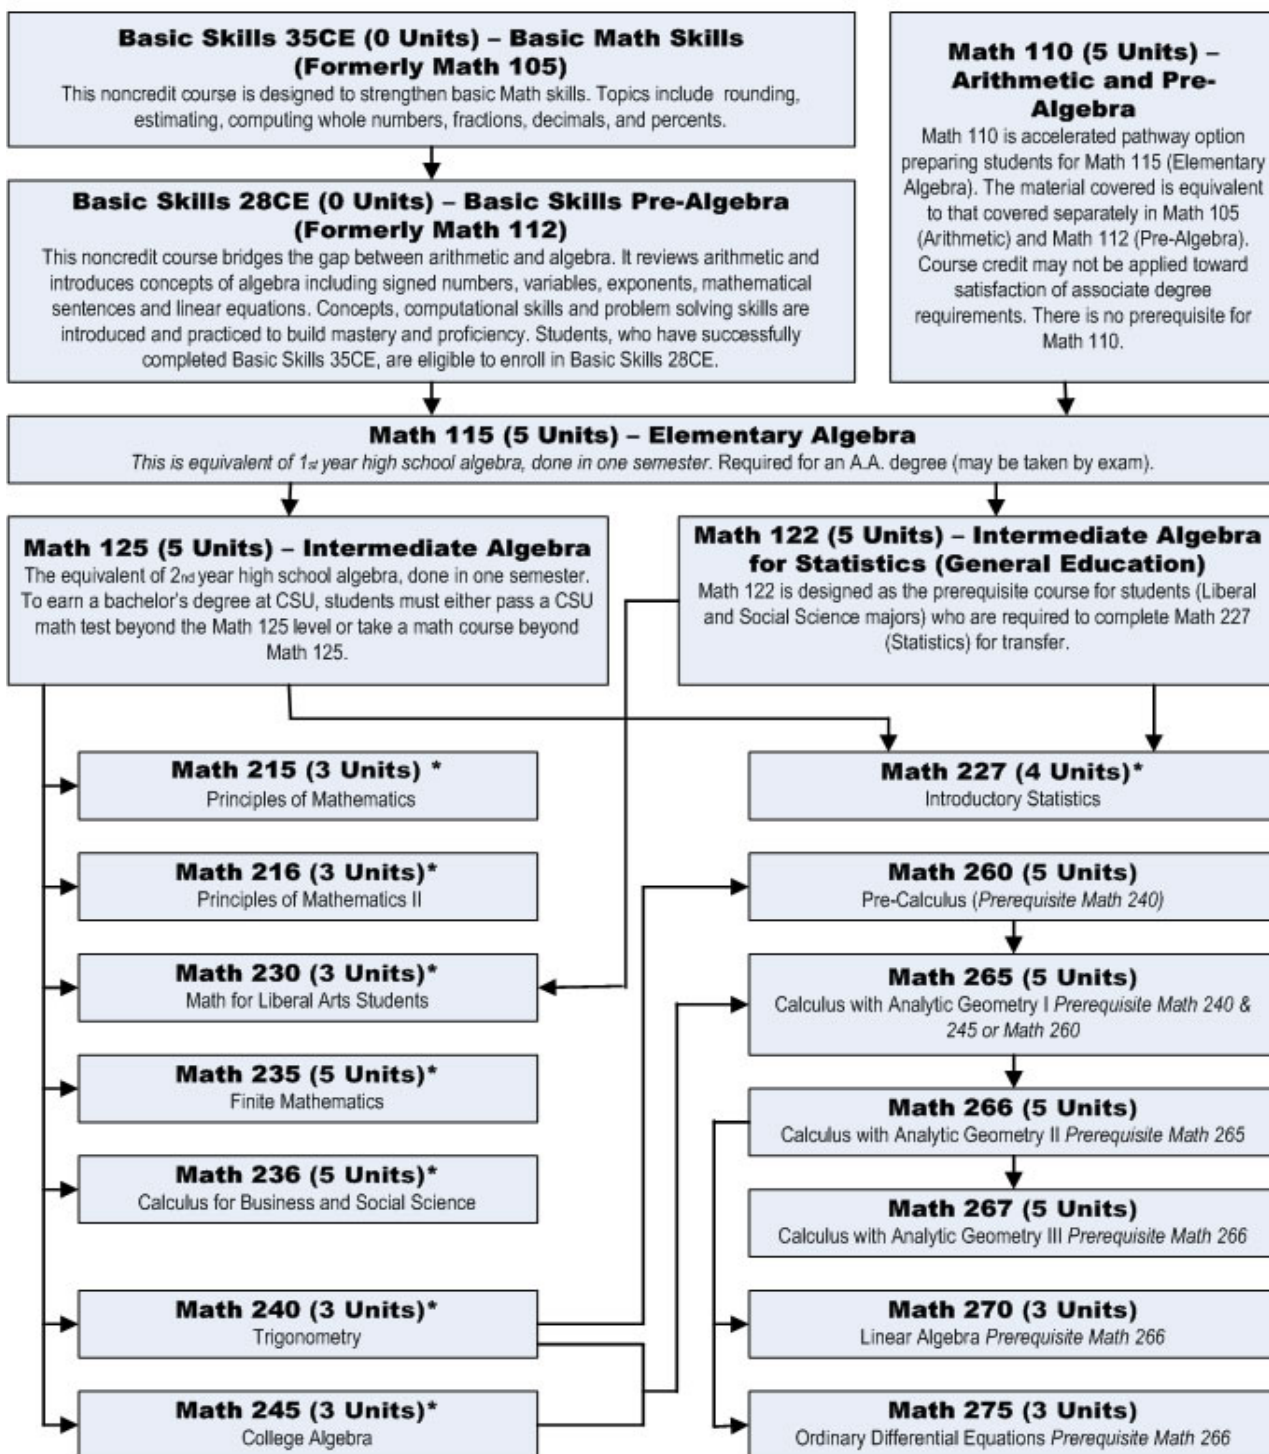 Basic Skills 35CE (0 Units) – Basic Math Skills
(Formerly Math 105)
This noncredit course is designed to strengthen basic Math skills. Topics include rounding,
estimating, computing whole numbers, fractions, decimals, and percents.
Math 110 (5 Units) –
Arithmetic and Pre-
Algebra
Math 110 is accelerated pathway option
preparing students for Math 115 (Elementary
Algebra). The material covered is equivalent
to that covered separately in Math 105
(Arithmetic) and Math 112 (Pre-Algebra).
Course credit may not be applied toward
satisfaction of associate degree
requirements. There is no prerequisite for
Math 110.
Basic Skills 28CE (0 Units) – Basic Skills Pre-Algebra
(Formerly Math 112)
This noncredit course bridges the gap between arithmetic and algebra. It reviews arithmetic and
introduces concepts of algebra including signed numbers, variables, exponents, mathematical
sentences and linear equations. Concepts, computational skills and problem solving skills are
introduced and practiced to build mastery and proficiency. Students, who have successfully
completed Basic Skills 35CE, are eligible to enroll in Basic Skills 28CE.
Math 115 (5 Units) – Elementary Algebra
This is equivalent of 1st year high school algebra, done in one semester. Required for an A.A. degree (may be taken by exam).
Math 125 (5 Units) – Intermediate Algebra
The equivalent of 2nd year high school algebra, done in one semester.
To earn a bachelor's degree at CSU, students must either pass a CSU
math test beyond the Math 125 level or take a math course beyond
Math 125.
Math 122 (5 Units) – Intermediate Algebra
for Statistics (General Education)
Math 122 is designed as the prerequisite course for students (Liberal
and Social Science majors) who are required to complete Math 227
(Statistics) for transfer.
Math 215 (3 Units) *
Principles of Mathematics
Math 216 (3 Units)*
Principles of Mathematics II
Math 230 (3 Units)*
Math for Liberal Arts Students
Math 235 (5 Units)*
Finite Mathematics
Math 236 (5 Units)*
Calculus for Business and Social Science
Math 240 (3 Units)*
Trigonometry
Math 245 (3 Units)*
College Algebra
Math 227 (4 Units)*
Introductory Statistics
Math 260 (5 Units)
Pre-Calculus (Prerequisite Math 240)
Math 265 (5 Units)
Calculus with Analytic Geometry I Prerequisite Math 240 &
245 or Math 260
Math 266 (5 Units)
Calculus with Analytic Geometry II Prerequisite Math 265
Math 267 (5 Units)
Calculus with Analytic Geometry III Prerequisite Math 266
Math 270 (3 Units)
Linear Algebra Prerequisite Math 266
Math 275 (3 Units)
Ordinary Differential Equations Prerequisite Math 266